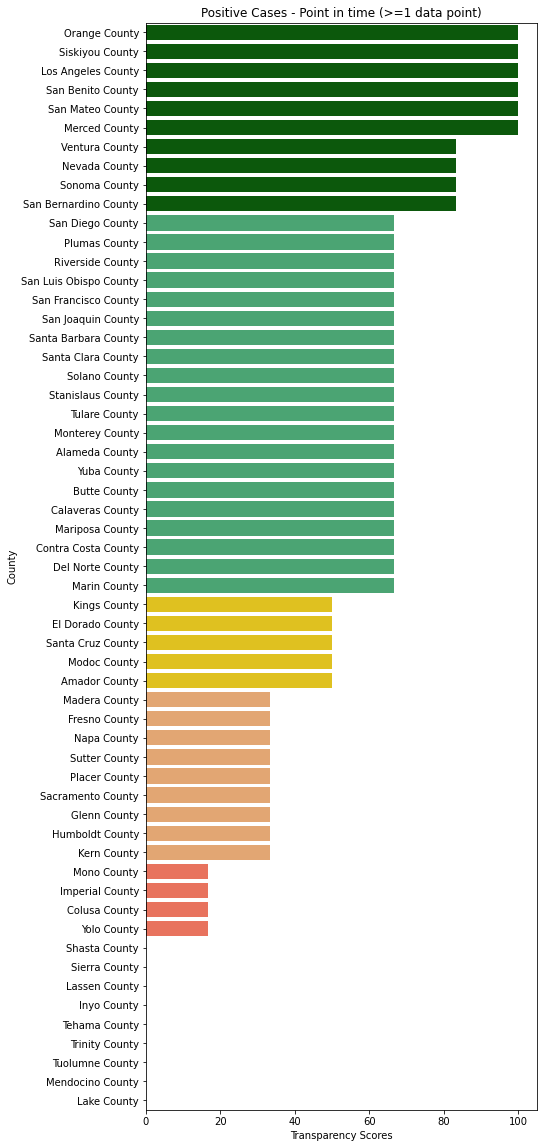 Positive Cases - Point in time (>=1 data point)
Orange County
Siskiyou County
Los Angeles County
San Benito County
San Mateo County
Merced County
Ventura County
Nevada County
Sonoma County
San Bernardino County
San Diego County
Plumas County
Riverside County
San Luis Obispo County
San Francisco County
San Joaquin County
Santa Barbara County
Santa Clara County
Solano County
Stanislaus County
Tulare County
Monterey County
Alameda County
Yuba County
Butte County
Calaveras County
Mariposa County
Contra Costa County
Del Norte County
Marin County
Kings County
El Dorado County
Santa Cruz County
Modoc County
Amador County
Madera County
Fresno County
Napa County
Sutter County
Placer County
Sacramento County
Glenn County
Humboldt County
Kern County
Mono County
Imperial County
Colusa County
Yolo County
Shasta County
Sierra County
Lassen County
Inyo County
Tehama County
Trinity County
Tuolumne County
Mendocino County
Lake County
County
0 20 40 60 80 100
Transparency Scores